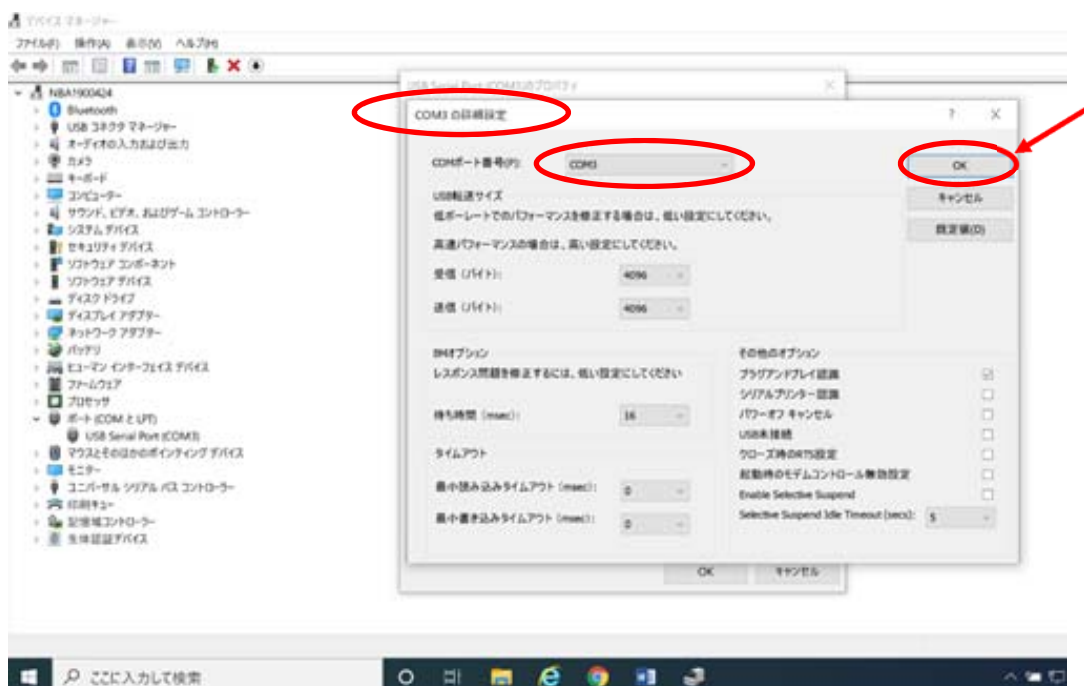 デバイス マネージャー
ファイル(F) 操作(A) 表示(V) ヘルプ(H)
NBA1900424
Bluetooth
USB コネクタ マネージャー
オーディオの入力および出力
カメラ
キーボード
コンピューター
サウンド、ビデオ、およびゲーム コントローラー
システム デバイス
セキュリティ デバイス
ソフトウェア コンポーネント
ソフトウェア デバイス
ディスク ドライブ
ディスプレイ アダプター
ネットワーク アダプター
バッテリ
ヒューマン インターフェイス デバイス
ファームウェア
プロセッサ
ポート (COM と LPT)
USB Serial Port (COM3)
マウスとそのほかのポインティング デバイス
モニター
ユニバーサル シリアル バス コントローラー
印刷キュー
記憶域コントローラー
生体認証デバイス
USB Serial Port (COM3)のプロパティ
COM3 の詳細設定
COMポート番号(P): COM3
OK
キャンセル
既定値(D)
USB転送サイズ
低ボーレートでのパフォーマンスを修正する場合は、低い設定にしてください。
高速パフォーマンスの場合は、高い設定にしてください。
受信 (バイト): 4096
送信 (バイト): 4096
BMオプション
レスポンス問題を修正するには、低い設定にしてください
待ち時間 (msec): 16
タイムアウト
最小読み込みタイムアウト (msec): 0
最小書き込みタイムアウト (msec): 0
その他のオプション
プラグアンドプレイ認識
シリアルプリンター認識
パワーオフ キャンセル
USB未接続
クローズ時のRTS設定
起動時のモデムコントロール無効設定
Enable Selective Suspend
Selective Suspend Idle Timeout (secs): 5
OK キャンセル
ここに入力して検索